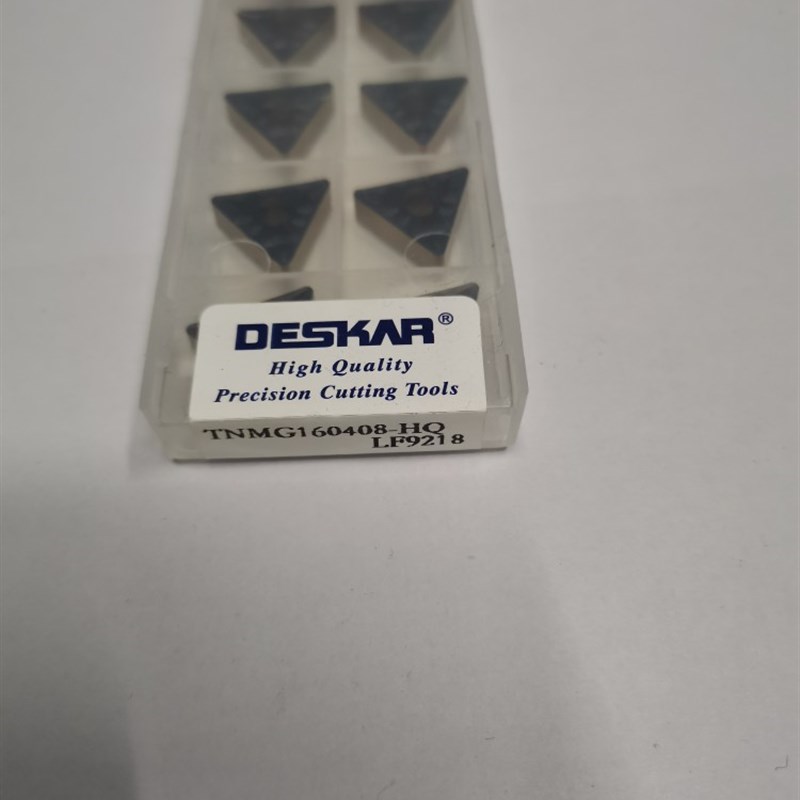 DESKAR®
High Quality
Precision Cutting Tools
TNMG160408-HQ
LF9218